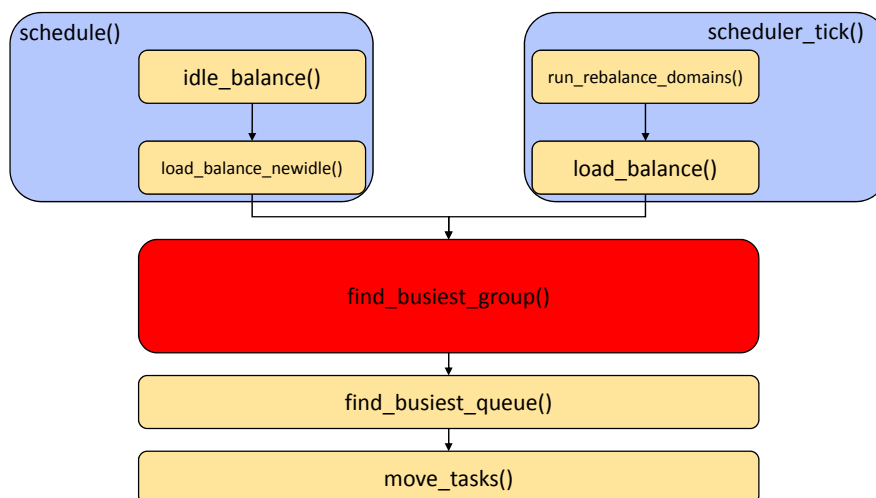 schedule()
scheduler_tick()
idle_balance()
run_rebalance_domains()
load_balance_newidle()
load_balance()
find_busiest_group()
find_busiest_queue()
move_tasks()